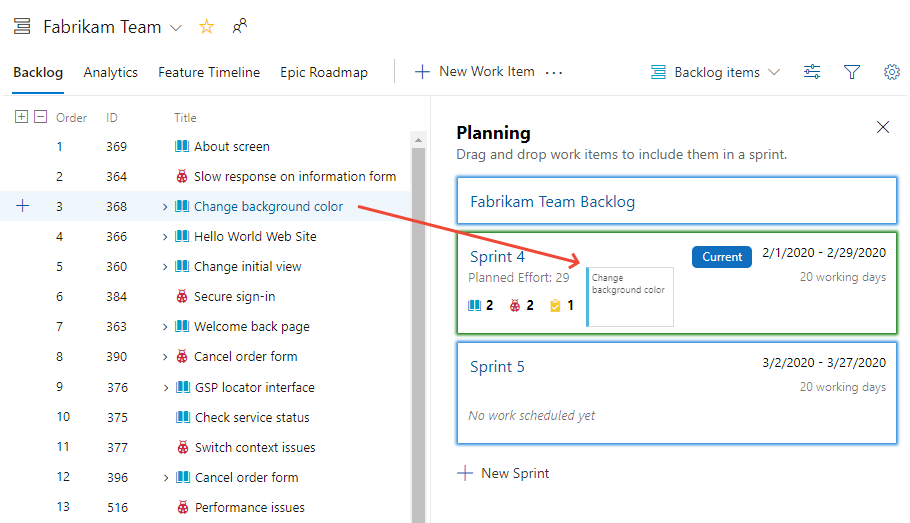 Fabrikam Team
Backlog Analytics Feature Timeline Epic Roadmap New Work Item ... Backlog items
Order ID Title
1 369 About screen
2 364 Slow response on information form
3 368 Change background color
4 366 Hello World Web Site
5 360 Change initial view
6 384 Secure sign-in
7 363 Welcome back page
8 390 Cancel order form
9 376 GSP locator interface
10 375 Check service status
11 377 Switch context issues
12 396 Cancel order form
13 516 Performance issues
Planning
Drag and drop work items to include them in a sprint.
Fabrikam Team Backlog
Sprint 4 Current 2/1/2020 - 2/29/2020
Planned Effort: 29 20 working days
2 2 1
Change
background color
Sprint 5 3/2/2020 - 3/27/2020
20 working days
No work scheduled yet
New Sprint